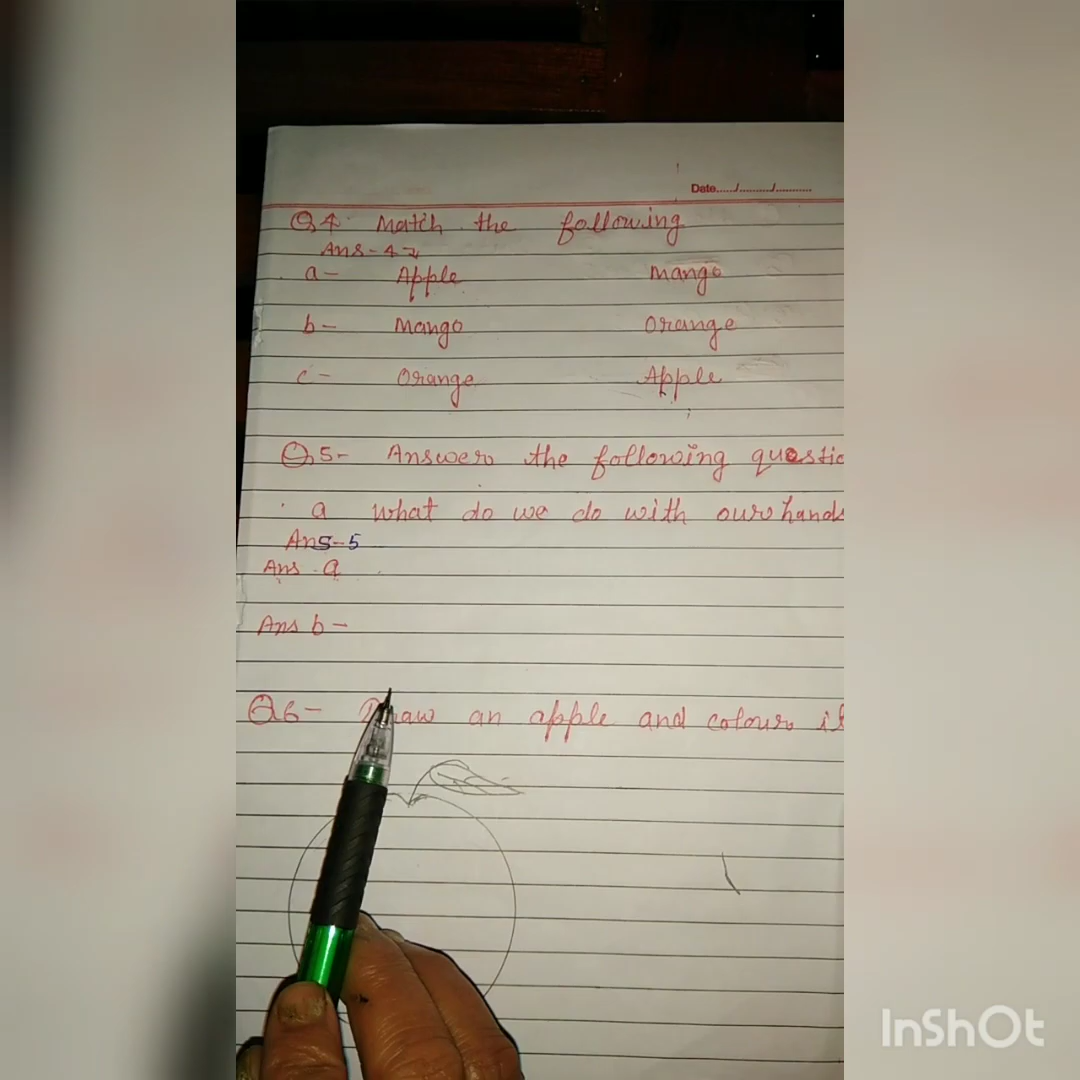 Date....../........../...........
Q4. Match the following
Ans-4
a- Apple Mango
b- Mango Orange
c- Orange Apple
Q5- Answer the following questio
a what do we do with our hands
Ans-5
Ans a
Ans b-
Q6- Draw an apple and colour it
InShOt